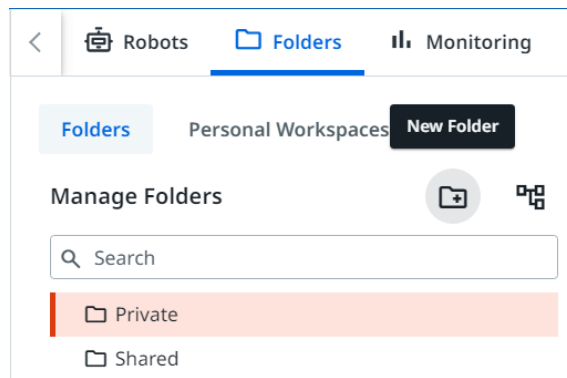 Robots Folders Monitoring
Folders Personal Workspaces New Folder
Manage Folders
Search
Private
Shared